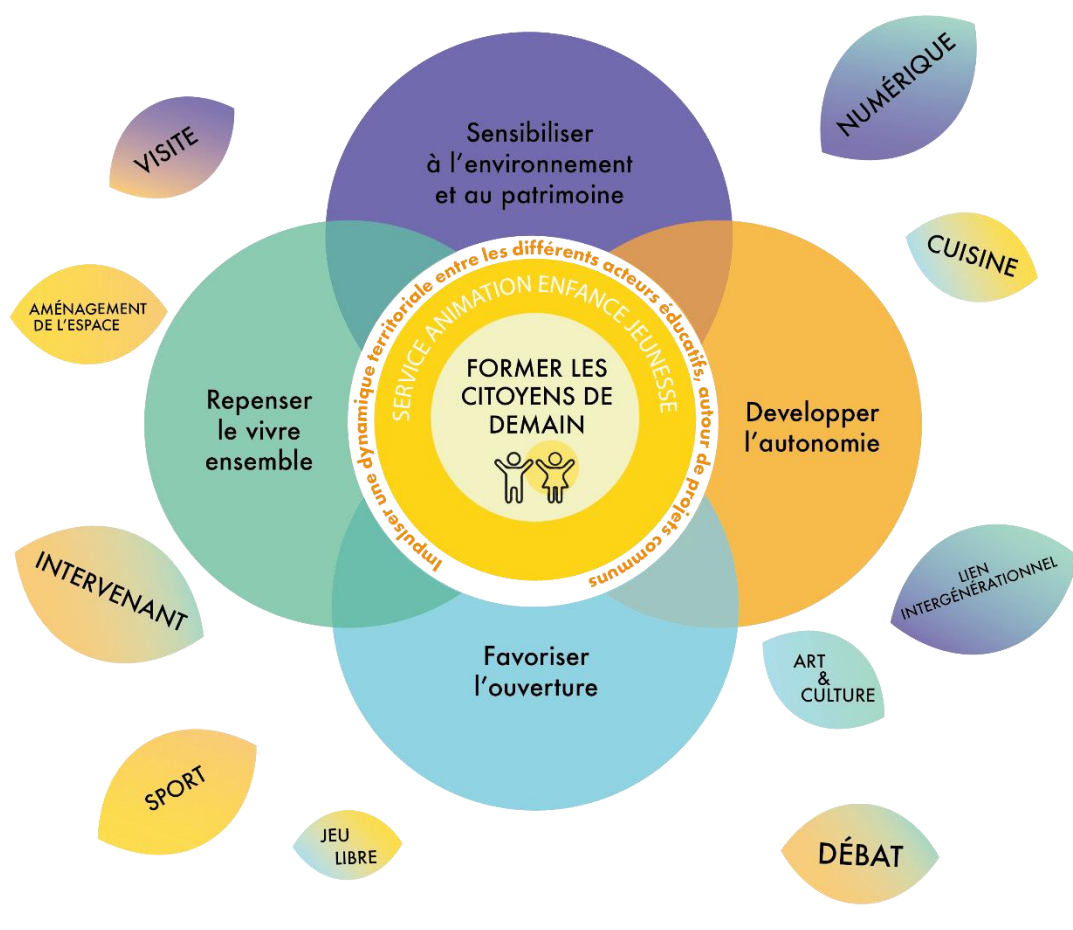 NUMÉRIQUE
VISITE
Sensibiliser
à l'environnement
et au patrimoine
CUISINE
AMÉNAGEMENT
DE L'ESPACE
Impulser une dynamique territoriale entre les différents acteurs éducatifs, autour de projets communs
SERVICE ANIMATION ENFANCE JEUNESSE
FORMER LES
CITOYENS DE
DEMAIN
Repenser
le vivre
ensemble
Developper
l'autonomie
INTERVENANT
LIEN
INTERGÉNÉRATIONNEL
Favoriser
l'ouverture
ART
&
CULTURE
SPORT
JEU
LIBRE
DÉBAT